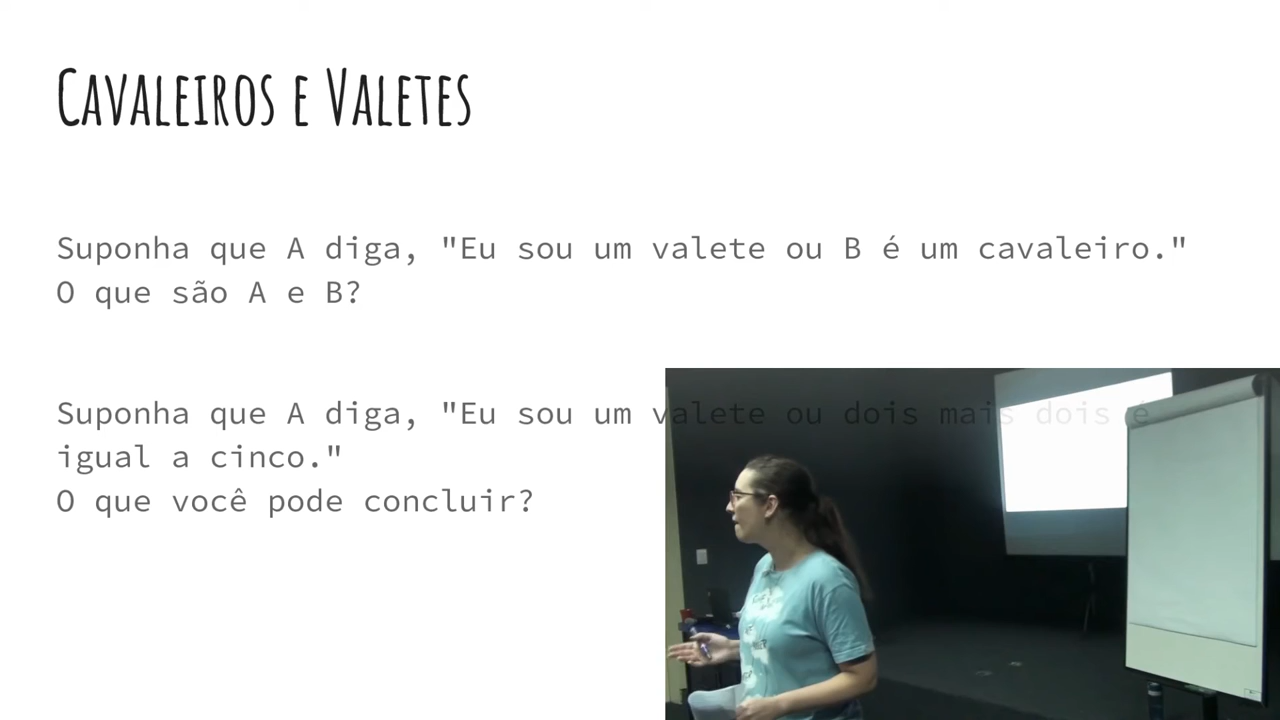 CAVALEIROS E VALETES
Suponha que A diga, "Eu sou um valete ou B é um cavaleiro."
O que são A e B?
Suponha que A diga, "Eu sou um valete ou dois mais dois é
igual a cinco."
O que você pode concluir?